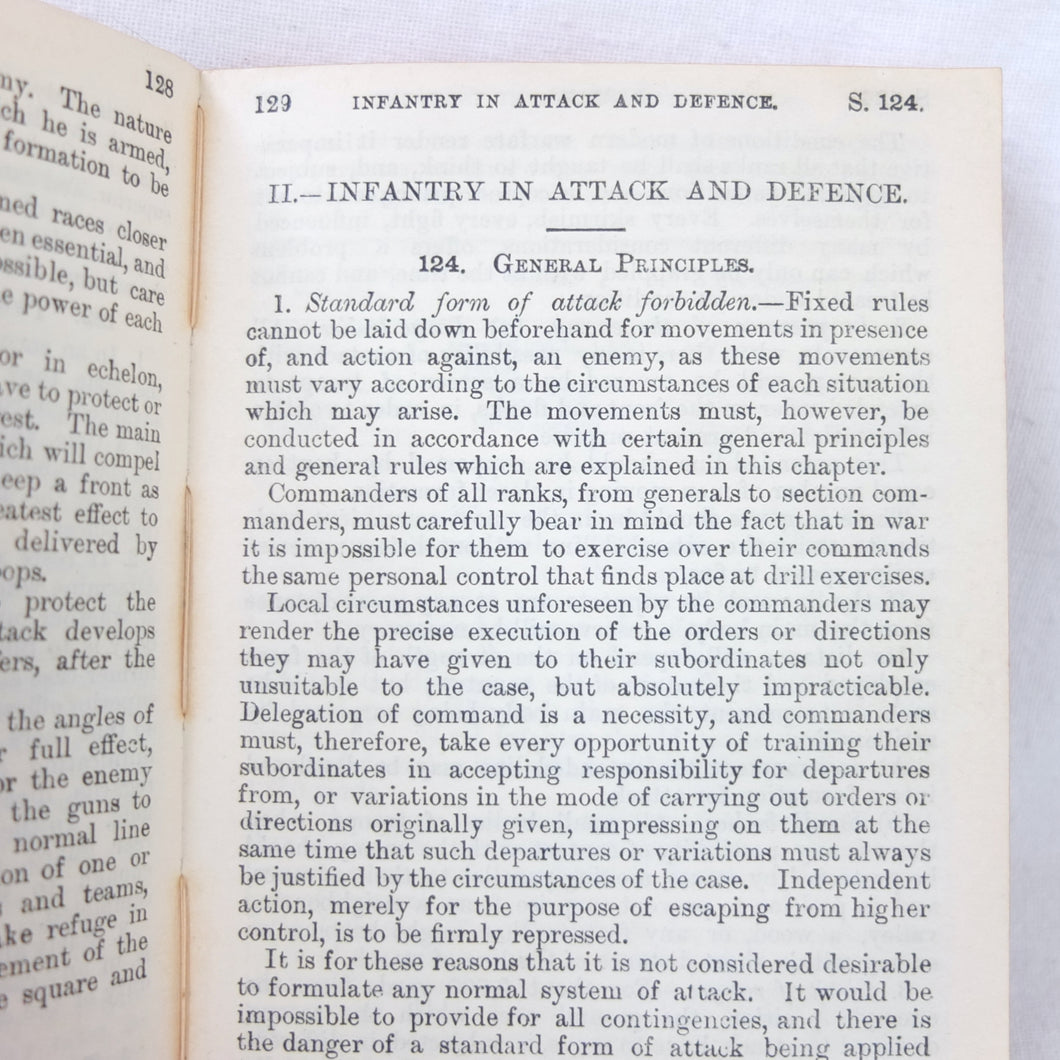 128
ny. The nature
ch he is armed,
formation to be
ned races closer
en essential, and
ossible, but care
e power of each
or in echelon,
ave to protect or
est. The main
ich will compel
eep a front as
eatest effect to
delivered by
oops.
protect the
tack develops
ers, after the
the angles of
r full effect,
or the enemy
the guns to
normal line
on of one or
and teams,
ake refuge in
ement of the
e square and
129 INFANTRY IN ATTACK AND DEFENCE. S. 124.
II.—INFANTRY IN ATTACK AND DEFENCE.
124. General Principles.
1. Standard form of attack forbidden.—Fixed rules
cannot be laid down beforehand for movements in presence
of, and action against, an enemy, as these movements
must vary according to the circumstances of each situation
which may arise. The movements must, however, be
conducted in accordance with certain general principles
and general rules which are explained in this chapter.
Commanders of all ranks, from generals to section com-
manders, must carefully bear in mind the fact that in war
it is impossible for them to exercise over their commands
the same personal control that finds place at drill exercises.
Local circumstances unforeseen by the commanders may
render the precise execution of the orders or directions
they may have given to their subordinates not only
unsuitable to the case, but absolutely impracticable.
Delegation of command is a necessity, and commanders
must, therefore, take every opportunity of training their
subordinates in accepting responsibility for departures
from, or variations in the mode of carrying out orders or
directions originally given, impressing on them at the
same time that such departures or variations must always
be justified by the circumstances of the case. Independent
action, merely for the purpose of escaping from higher
control, is to be firmly repressed.
It is for these reasons that it is not considered desirable
to formulate any normal system of attack. It would be
impossible to provide for all contingencies, and there is
the danger of a standard form of attack being applied